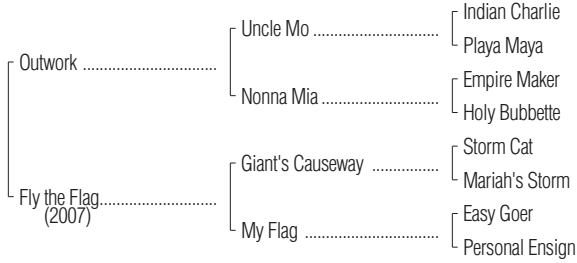 Indian Charlie
Uncle Mo ................................
Playa Maya
Outwork ..................................
Empire Maker
Nonna Mia ..............................
Holy Bubbette
Storm Cat
Giant's Causeway .................
Mariah's Storm
Fly the Flag..............................
(2007)
Easy Goer
My Flag ..................................
Personal Ensign